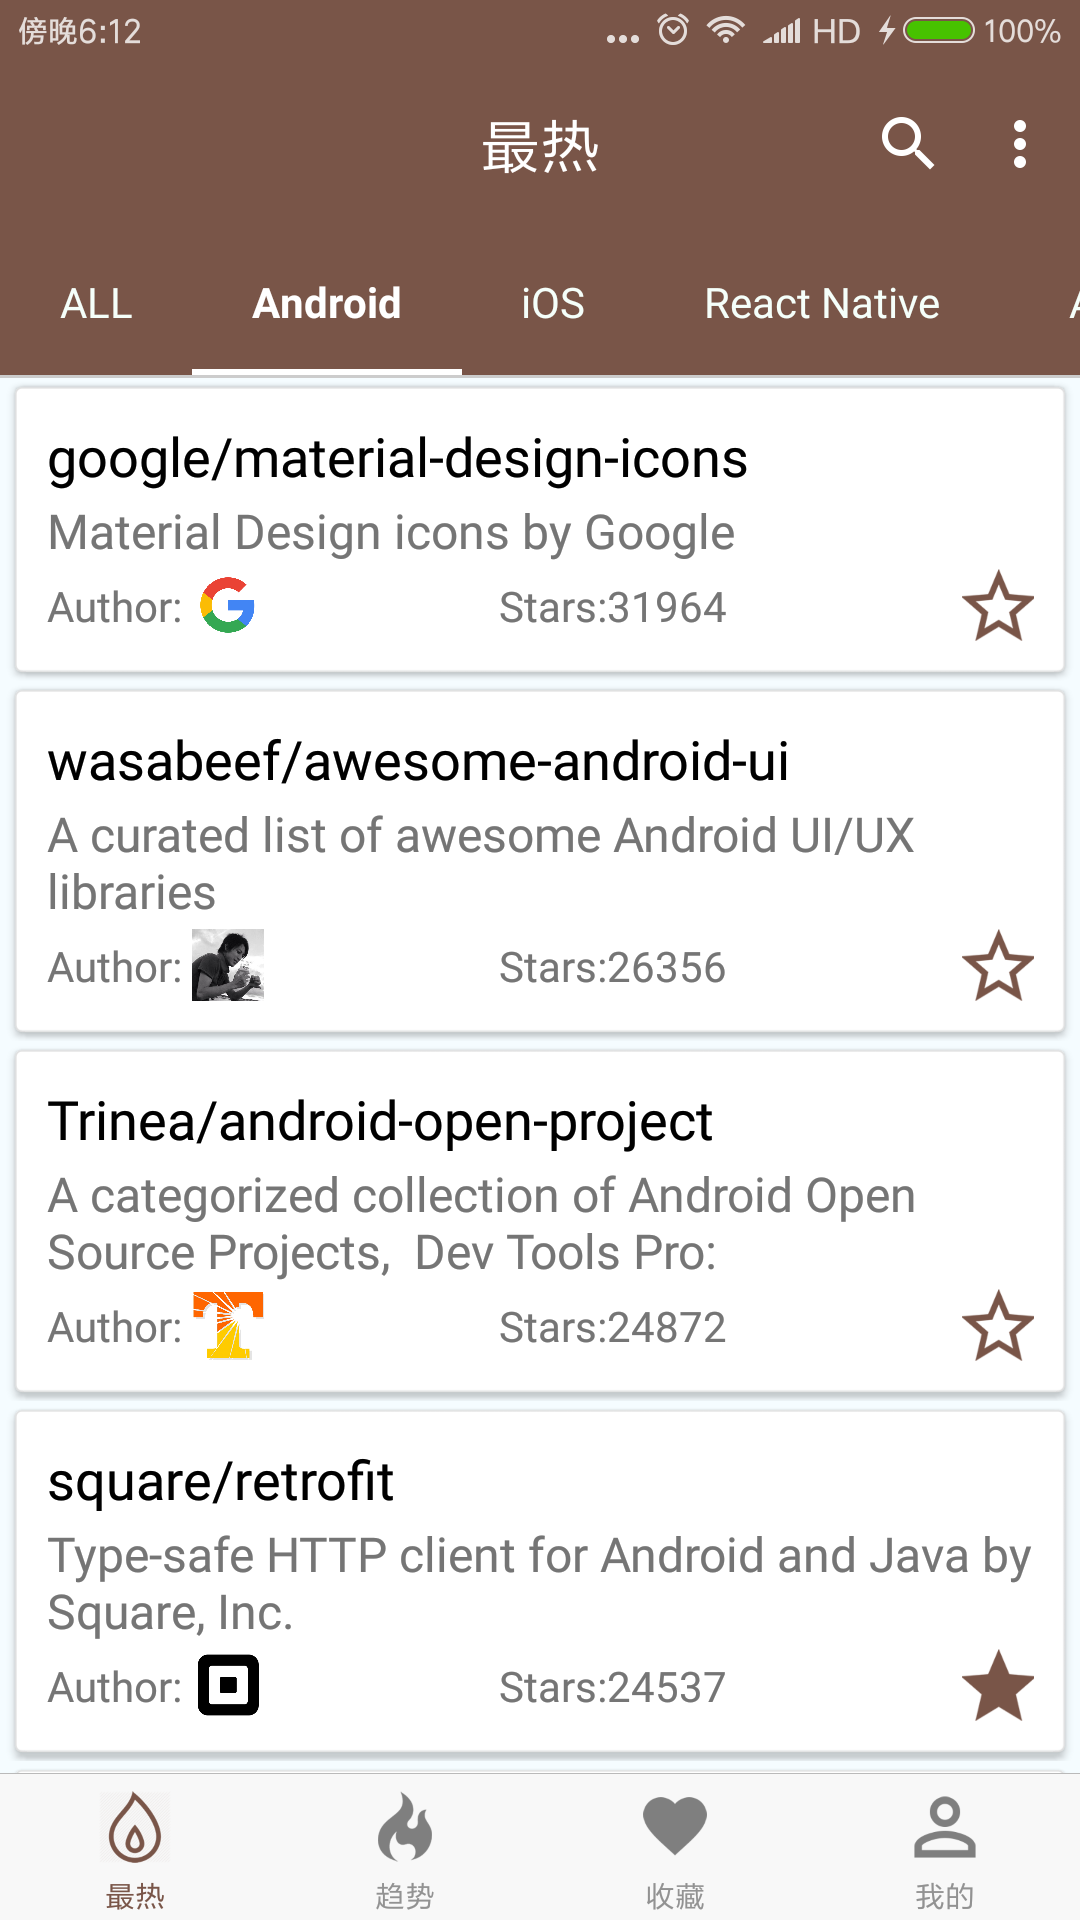 傍晚6:12
HD
100%
最热
ALL
Android
iOS
React Native
google/material-design-icons
Material Design icons by Google
Author:
Stars:31964
wasabeef/awesome-android-ui
A curated list of awesome Android UI/UX
libraries
Author:
Stars:26356
Trinea/android-open-project
A categorized collection of Android Open
Source Projects,  Dev Tools Pro:
Author:
Stars:24872
square/retrofit
Type-safe HTTP client for Android and Java by
Square, Inc.
Author:
Stars:24537
最热
趋势
收藏
我的